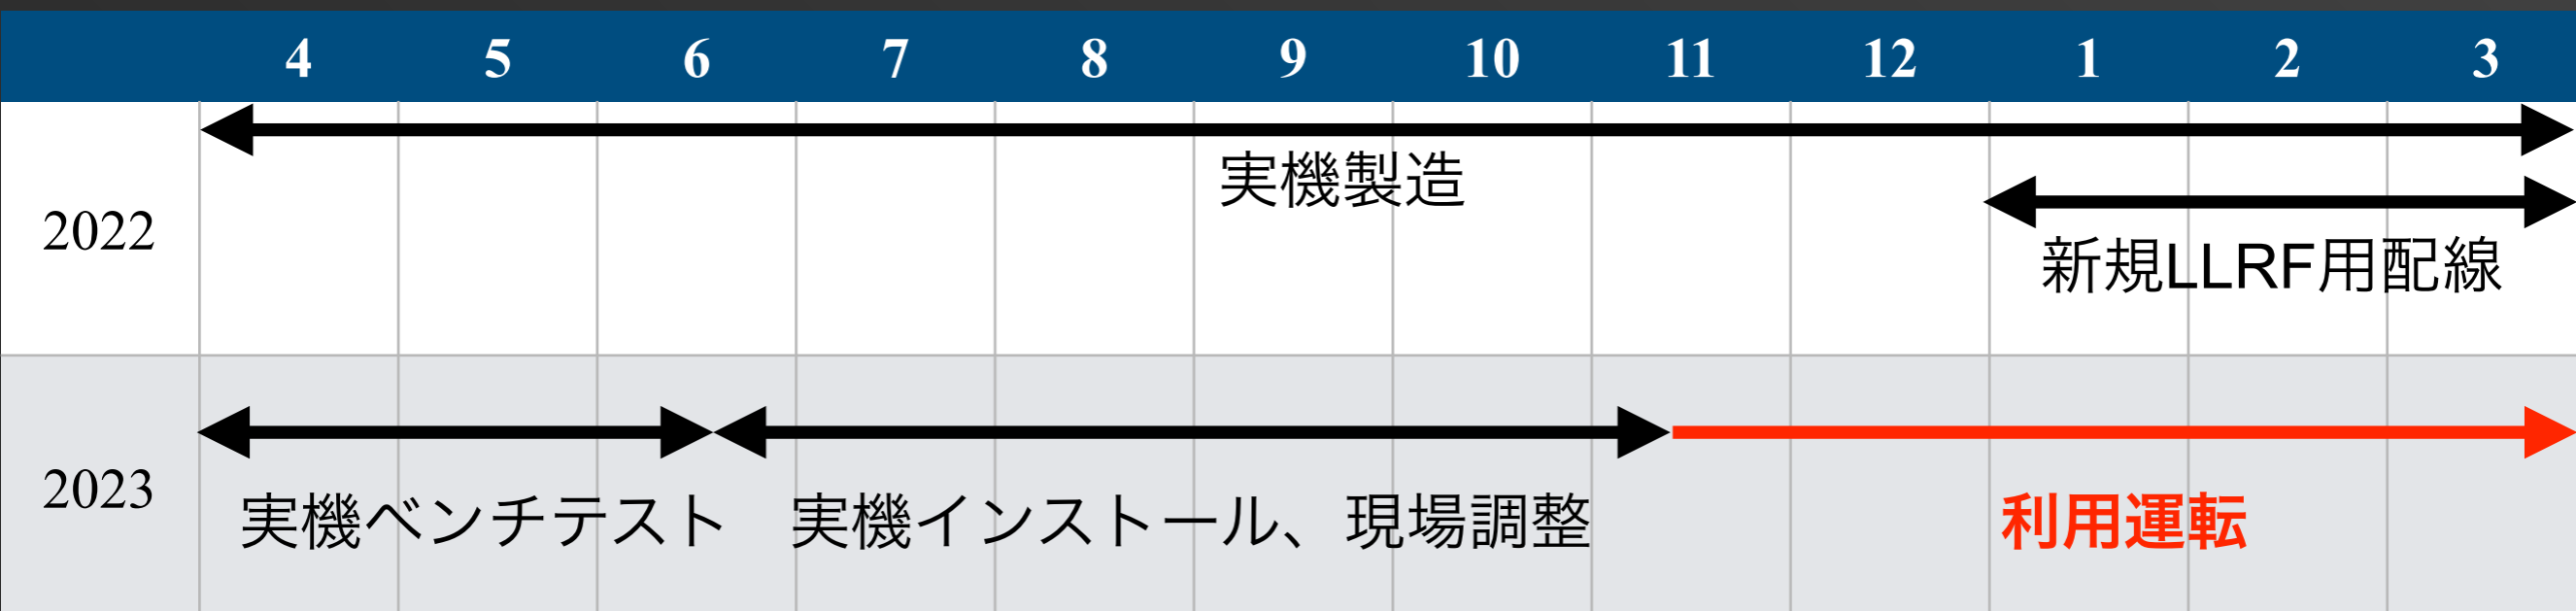 4 5 6 7 8 9 10 11 12 1 2 3
2022
実機製造
新規LLRF用配線
2023
実機ベンチテスト
実機インストール、現場調整
利用運転